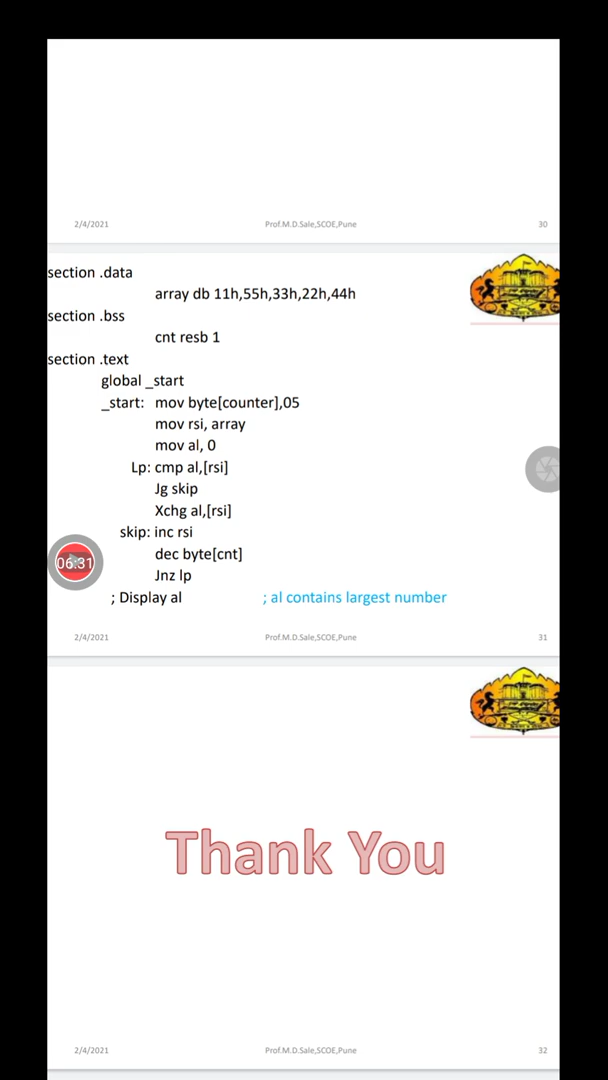 2/4/2021 Prof.M.D.Sale,SCOE,Pune 30
section .data
array db 11h,55h,33h,22h,44h
section .bss
cnt resb 1
section .text
global _start
_start: mov byte[counter],05
mov rsi, array
mov al, 0
Lp: cmp al,[rsi]
Jg skip
Xchg al,[rsi]
skip: inc rsi
06:31
dec byte[cnt]
Jnz lp
; Display al ; al contains largest number
2/4/2021 Prof.M.D.Sale,SCOE,Pune 31
Thank You
2/4/2021 Prof.M.D.Sale,SCOE,Pune 32